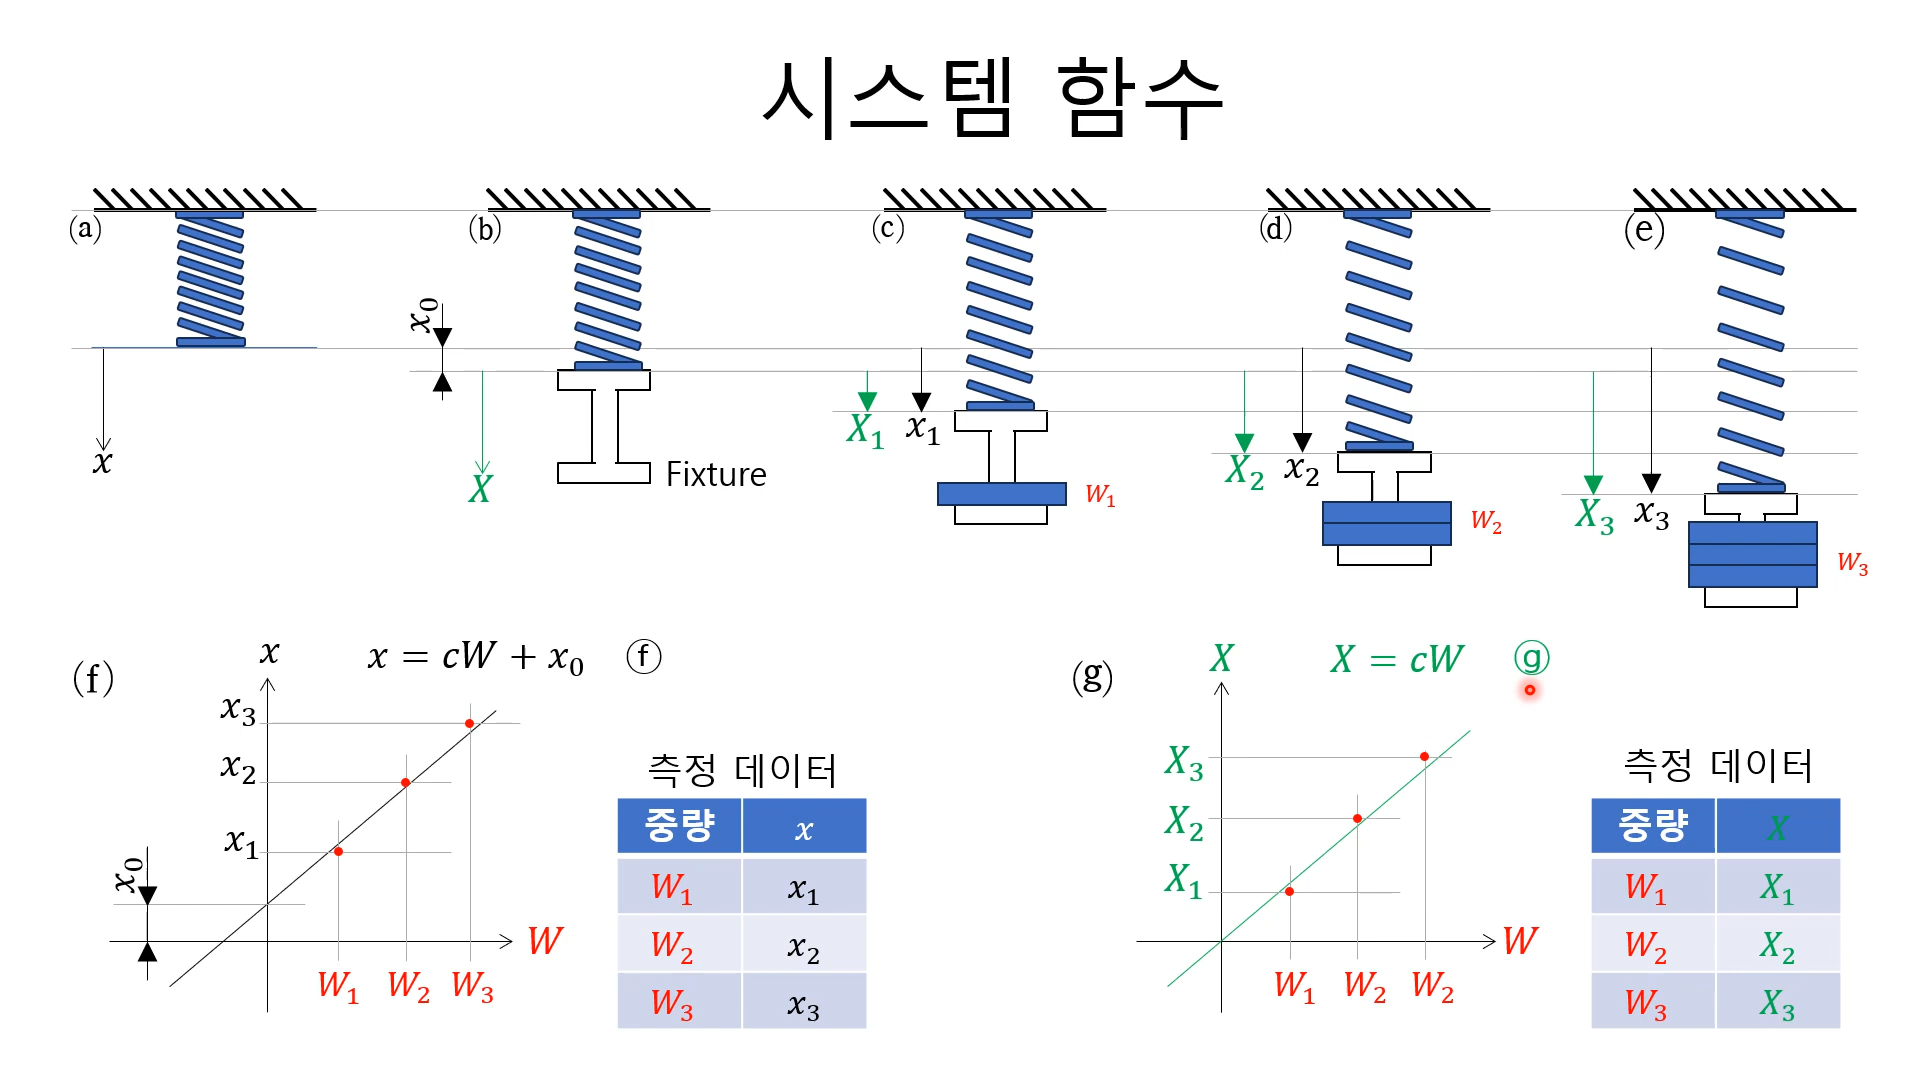 시스템 함수
(a)
(b)
(c)
(d)
(e)
x₀
x
X
Fixture
X₁
x₁
W₁
X₂
x₂
W₂
X₃
x₃
W₃
(f)
x
x = cW + x₀ ⓕ
x₃
x₂
x₁
x₀
W
W₁ W₂ W₃
측정 데이터
중량 x
W₁ x₁
W₂ x₂
W₃ x₃
(g)
X
X = cW ⓖ
X₃
X₂
X₁
W
W₁ W₂ W₂
측정 데이터
중량 X
W₁ X₁
W₂ X₂
W₃ X₃